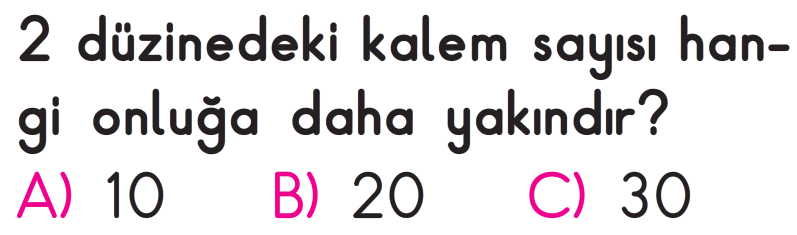 2 düzinedeki kalem sayısı han-
gi onluğa daha yakındır?
A) 10 B) 20 C) 30